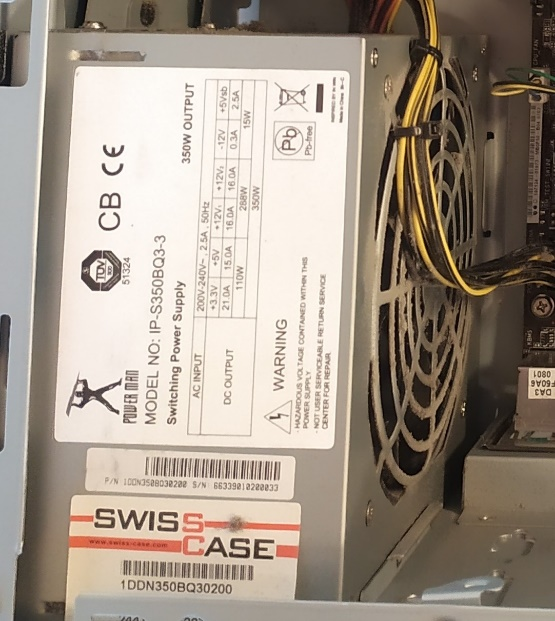 POWER MAN
51324
CB CE
MODEL NO: IP-S350BQ3-3
Switching Power Supply
350W OUTPUT
AC INPUT 200V-240V~, 2.5A, 50Hz
DC OUTPUT +3.3V +5V +12V₁ +12V₂ -12V +5Vsb
21.0A 15.0A 16.0A 16.0A 0.3A 2.5A
110W 288W 15W
350W
WARNING
· HAZARDOUS VOLTAGE CONTAINED WITHIN THIS
POWER SUPPLY
· NOT USER SERVICEABLE RETURN SERVICE
CENTER FOR REPAIR.
Pb
Pb-free
P/N 1DDN350BQ30200 S/N: 66339010200033
SWISS
CASE
www.swiss-case.com
1DDN350BQ30200
DA3
0801